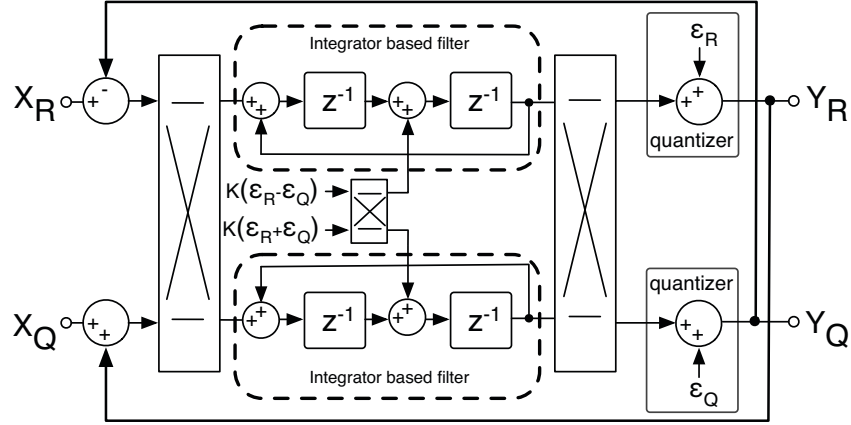 Integrator based filter
ε_R
X_R
+
-
+
+
z⁻¹
+
+
z⁻¹
+
+
Y_R
quantizer
K(ε_R-ε_Q)
K(ε_R+ε_Q)
quantizer
X_Q
+
+
+
+
z⁻¹
+
+
z⁻¹
+
+
Y_Q
ε_Q
Integrator based filter